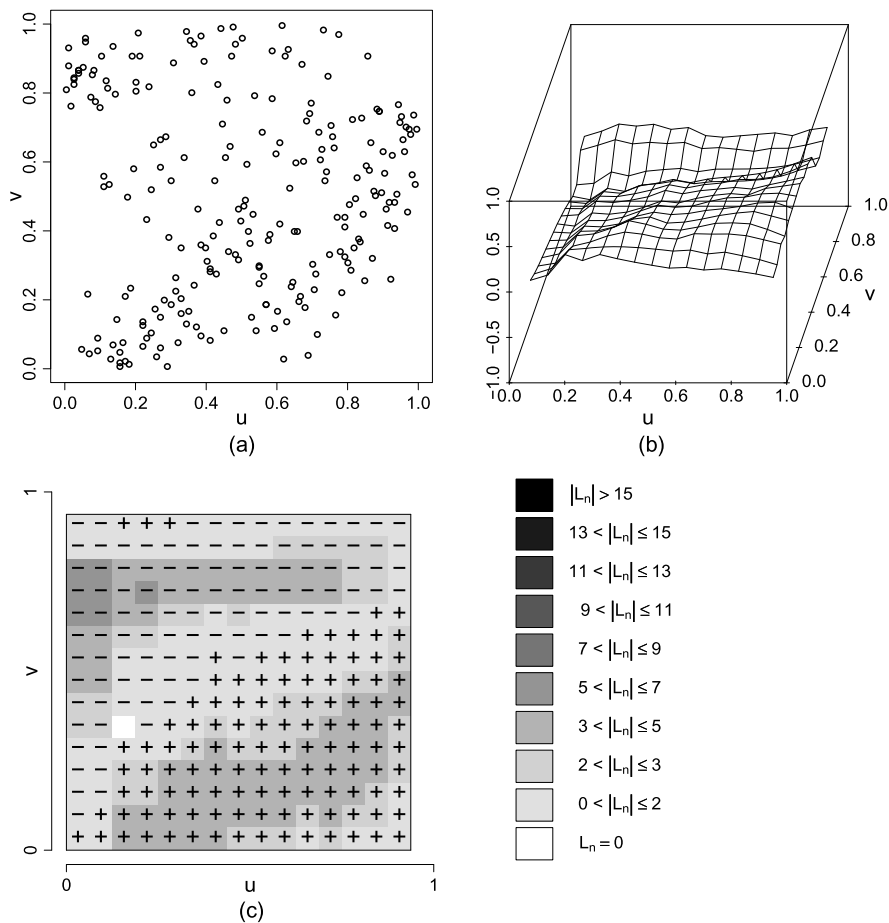 1.0
0.8
0.6
0.4
0.2
0.0
v
0.0 0.2 0.4 0.6 0.8 1.0
u
(a)
1.0
0.5
0.0
−0.5
−1.0
0.0 0.2 0.4 0.6 0.8 1.0
u
0.0
0.2
0.4
0.6
0.8
1.0
v
(b)
1
v
0
0 1
u
(c)
|Lₙ| > 15
13 < |Lₙ| ≤ 15
11 < |Lₙ| ≤ 13
9 < |Lₙ| ≤ 11
7 < |Lₙ| ≤ 9
5 < |Lₙ| ≤ 7
3 < |Lₙ| ≤ 5
2 < |Lₙ| ≤ 3
0 < |Lₙ| ≤ 2
Lₙ = 0